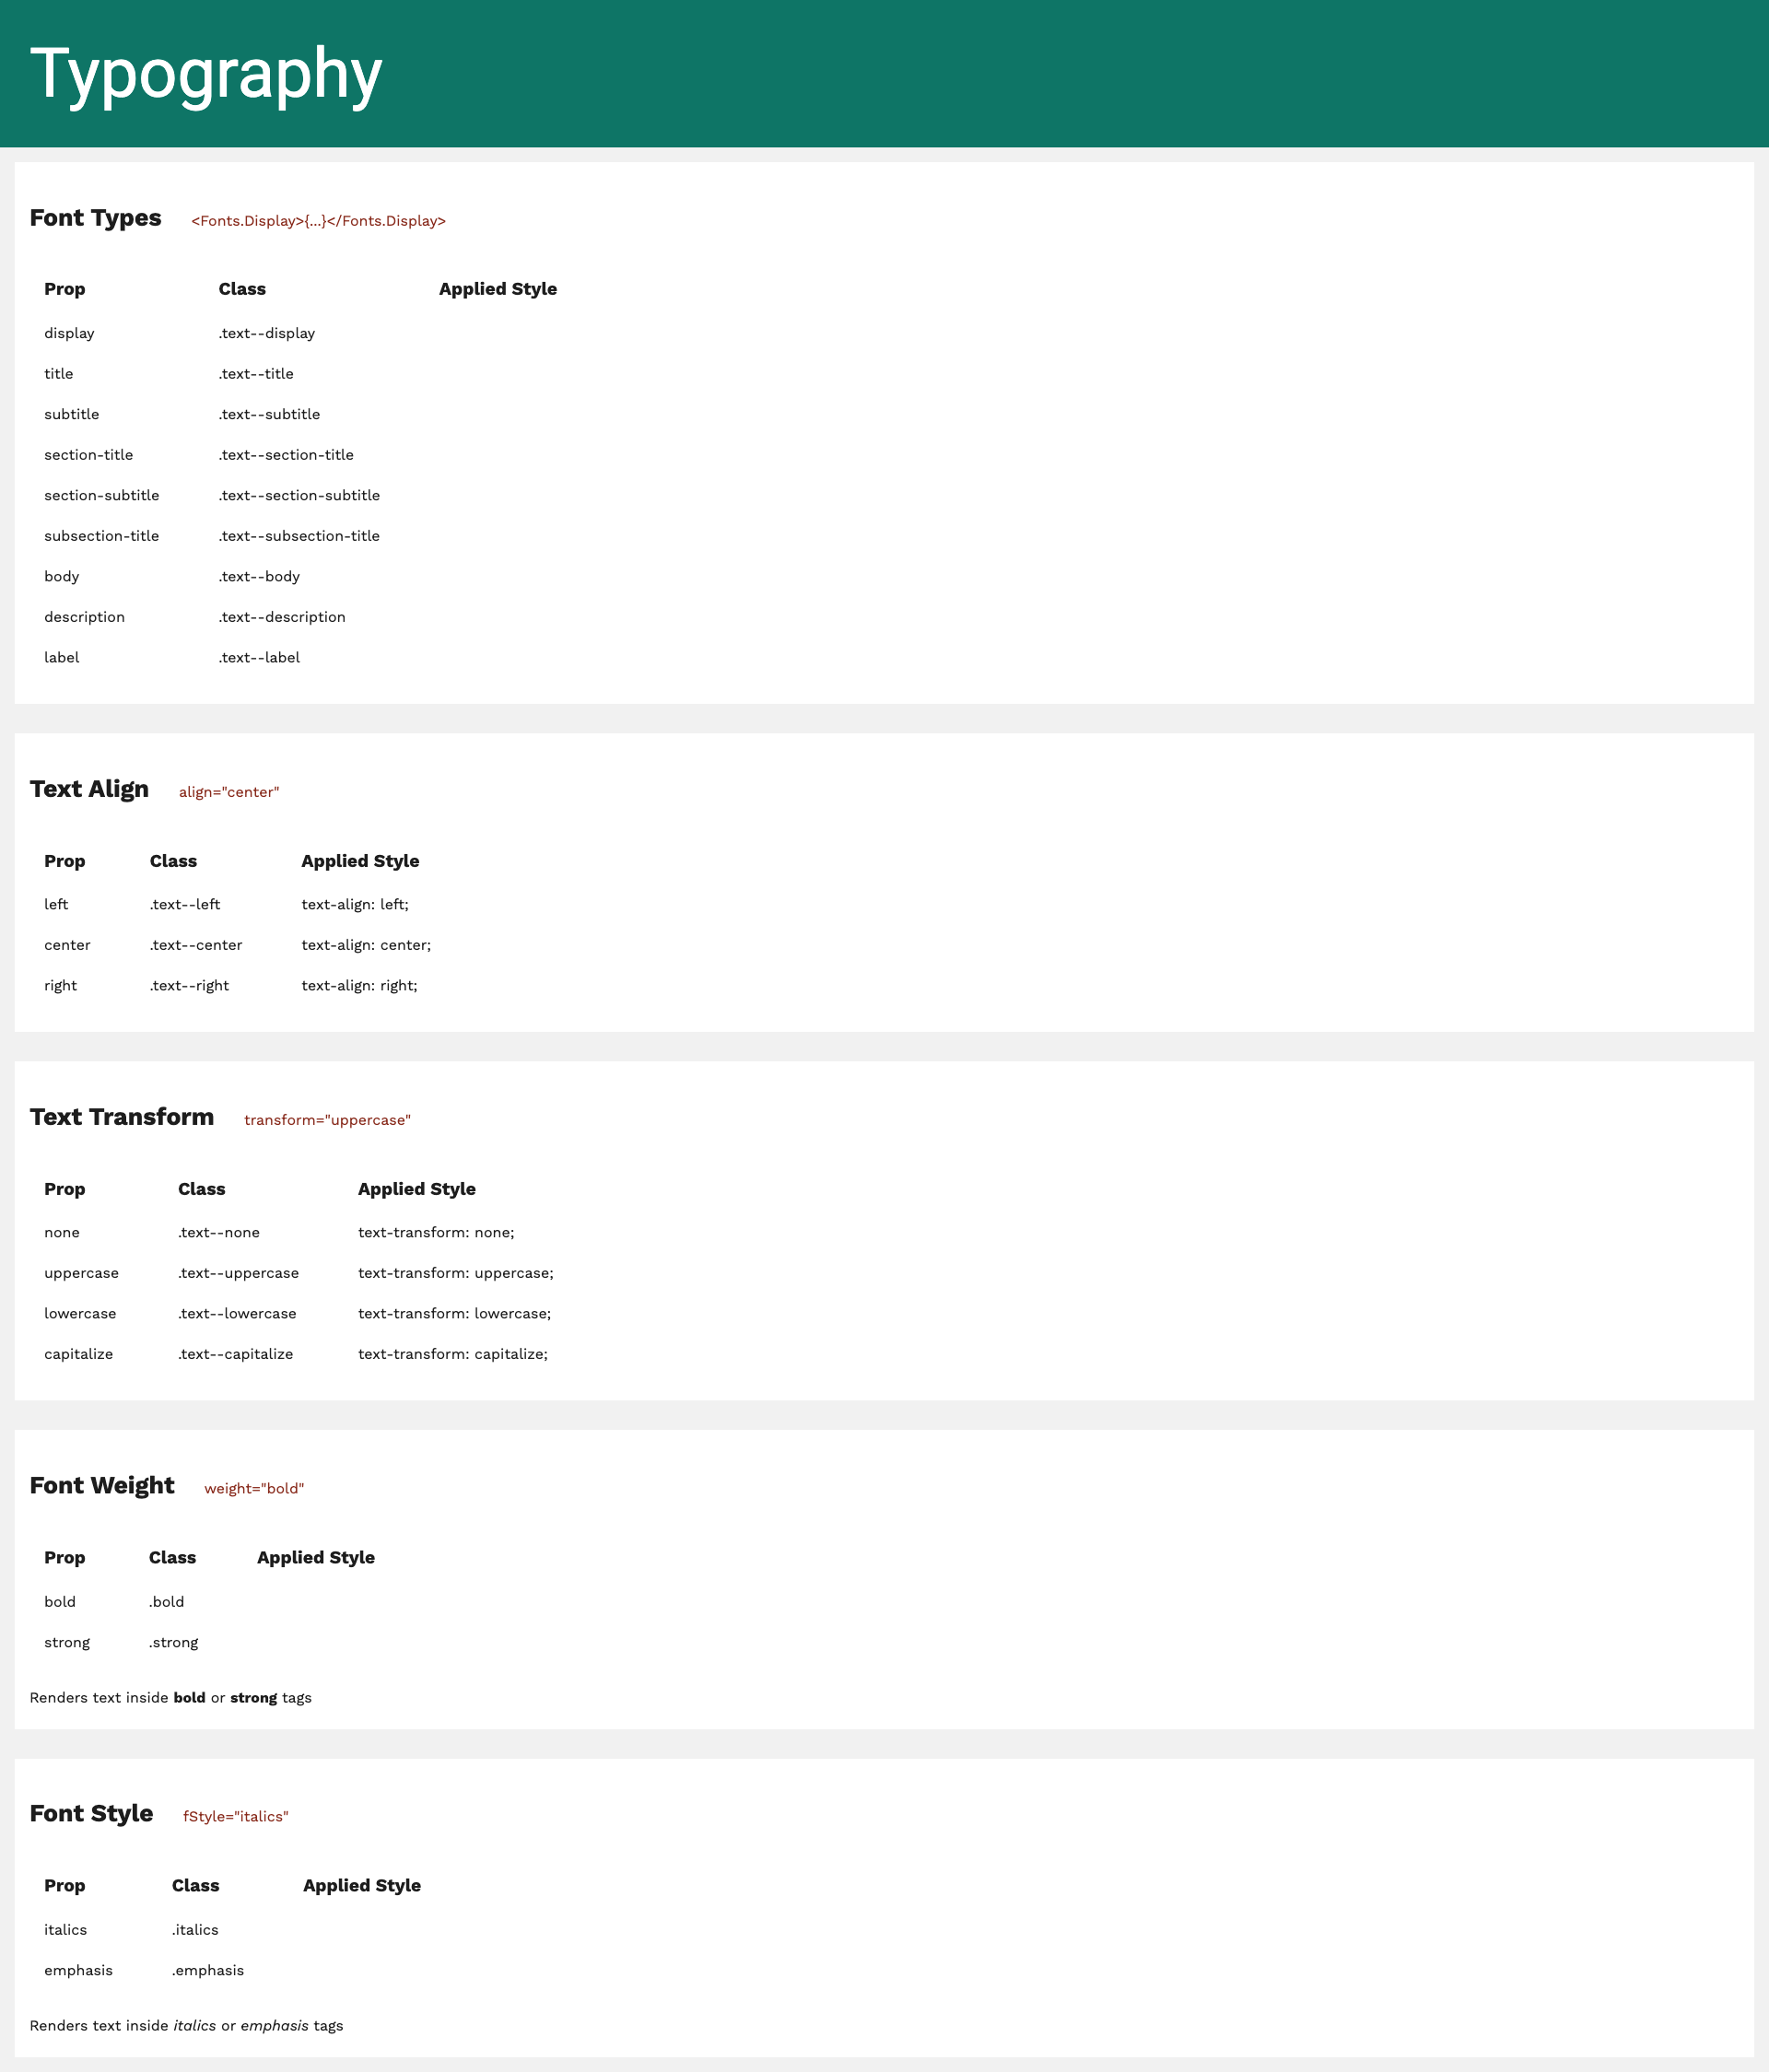 Typography
Font Types <Fonts.Display>{...}</Fonts.Display>
Prop Class Applied Style
display .text--display
title .text--title
subtitle .text--subtitle
section-title .text--section-title
section-subtitle .text--section-subtitle
subsection-title .text--subsection-title
body .text--body
description .text--description
label .text--label
Text Align align="center"
Prop Class Applied Style
left .text--left text-align: left;
center .text--center text-align: center;
right .text--right text-align: right;
Text Transform transform="uppercase"
Prop Class Applied Style
none .text--none text-transform: none;
uppercase .text--uppercase text-transform: uppercase;
lowercase .text--lowercase text-transform: lowercase;
capitalize .text--capitalize text-transform: capitalize;
Font Weight weight="bold"
Prop Class Applied Style
bold .bold
strong .strong
Renders text inside bold or strong tags
Font Style fStyle="italics"
Prop Class Applied Style
italics .italics
emphasis .emphasis
Renders text inside italics or emphasis tags